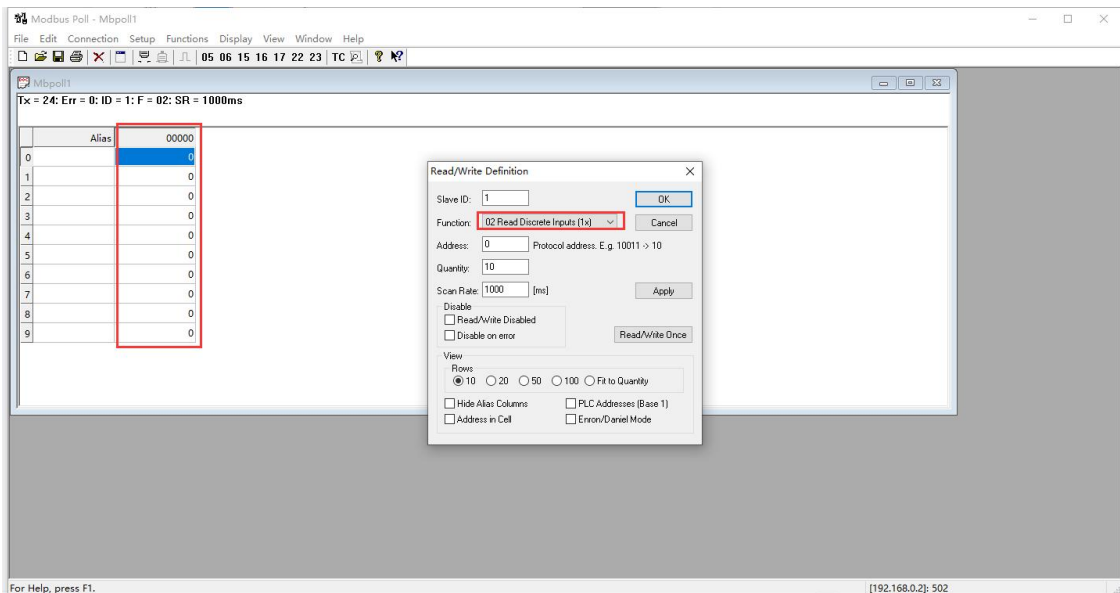 Modbus Poll - Mbpoll1
File Edit Connection Setup Functions Display View Window Help
05 06 15 16 17 22 23 TC
Mbpoll1
Tx = 24: Err = 0: ID = 1: F = 02: SR = 1000ms
Alias 00000
0 0
1 0
2 0
3 0
4 0
5 0
6 0
7 0
8 0
9 0
Read/Write Definition
Slave ID: 1 OK
Function: 02 Read Discrete Inputs (1x) Cancel
Address: 0 Protocol address. E.g. 10011 -> 10
Quantity: 10
Scan Rate: 1000 [ms] Apply
Disable
Read/Write Disabled
Disable on error Read/Write Once
View
Rows
10 20 50 100 Fit to Quantity
Hide Alias Columns PLC Addresses (Base 1)
Address in Cell Enron/Daniel Mode
For Help, press F1. [192.168.0.2]: 502